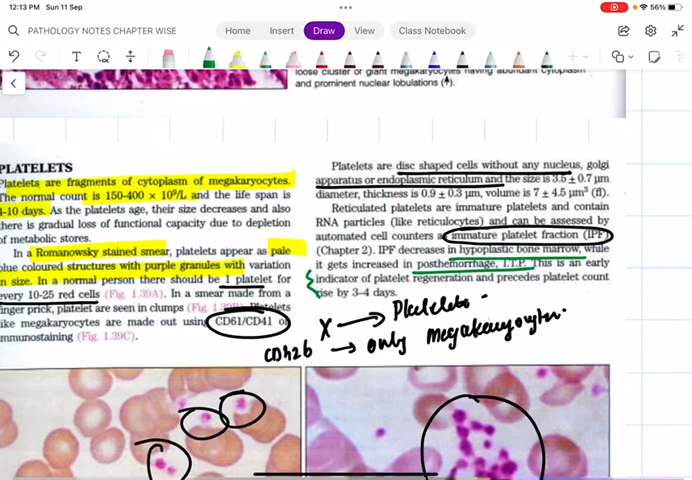 12:13 PM Sun 11 Sep
56%
PATHOLOGY NOTES CHAPTER WISE
Home Insert Draw View Class Notebook
loose cluster of giant megakaryocytes having abundant cytoplasm
and prominent nuclear lobulations
PLATELETS
Platelets are fragments of cytoplasm of megakaryocytes.
The normal count is 150-400 × 10⁹/L and the life span is
4-10 days. As the platelets age, their size decreases and also
there is gradual loss of functional capacity due to depletion
of metabolic stores.
In a Romanowsky stained smear, platelets appear as pale
blue coloured structures with purple granules with variation
in size. In a normal person there should be 1 platelet for
every 10-25 red cells (Fig. 1.39A). In a smear made from a
finger prick, platelet are seen in clumps (Fig. 1.39B). Platelets
like megakaryocytes are made out using CD61/CD41 on
immunostaining (Fig. 1.39C).
Platelets are disc shaped cells without any nucleus, golgi
apparatus or endoplasmic reticulum and the size is 3.6 ± 0.7 μm
diameter, thickness is 0.9 ± 0.3 μm, volume is 7 ± 4.5 μm³ (fl).
Reticulated platelets are immature platelets and contain
RNA particles (like reticulocytes) and can be assessed by
automated cell counters as immature platelet fraction (IPF)
(Chapter 2). IPF decreases in hypoplastic bone marrow, while
it gets increased in posthemorrhage, I.T.P. This is an early
indicator of platelet regeneration and precedes platelet count
rise by 3-4 days.
X → Platelets
CD42b → only megakaryocytes.